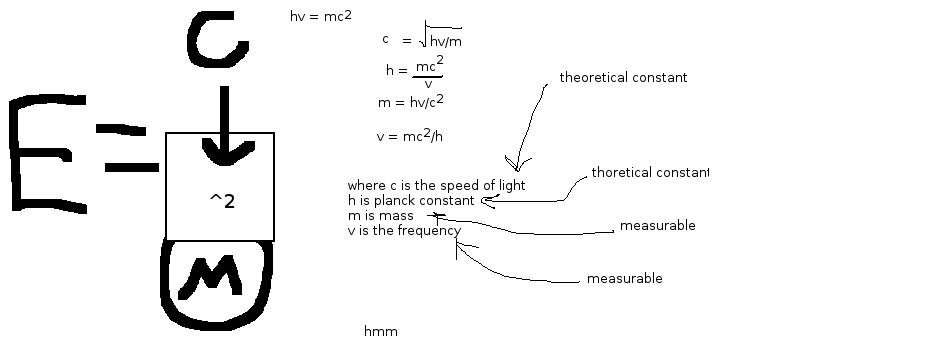 E = C
^2
M
hv = mc2
c = √hv/m
h = mc2
v
m = hv/c2
v = mc2/h
theoretical constant
where c is the speed of light
thoretical constant
h is planck constant
m is mass
measurable
v is the frequency
measurable
hmm